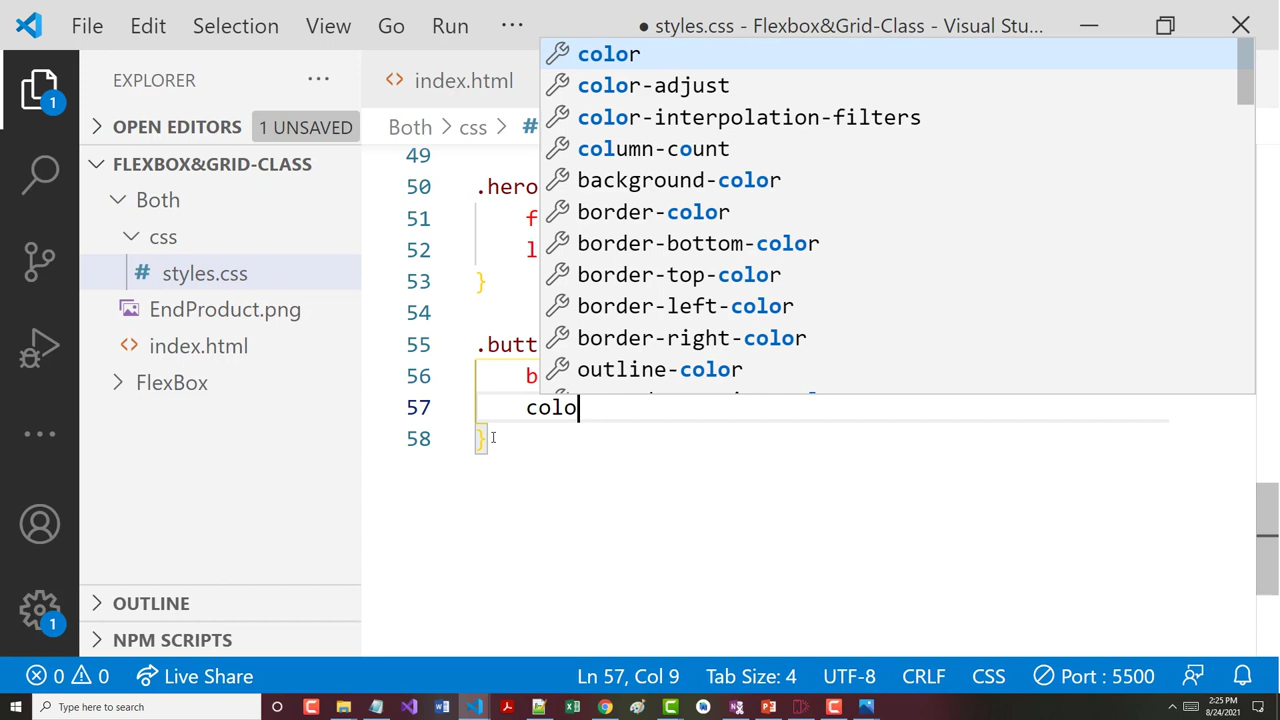 File Edit Selection View Go Run ··· ● styles.css - Flexbox&Grid-Class - Visual Stu...
EXPLORER ···
1
OPEN EDITORS 1 UNSAVED
FLEXBOX&GRID-CLASS
Both
css
# styles.css
EndProduct.png
<> index.html
FlexBox
OUTLINE
NPM SCRIPTS
1
<> index.html
Both > css > #
49
50 .hero
51 f
52 l
53 }
54
55 .butt
56 b
57 colo
58 }
color
color-adjust
color-interpolation-filters
column-count
background-color
border-color
border-bottom-color
border-top-color
border-left-color
border-right-color
outline-color
0 0 Live Share Ln 57, Col 9 Tab Size: 4 UTF-8 CRLF CSS Port : 5500
Type here to search
2:25 PM
8/24/2021